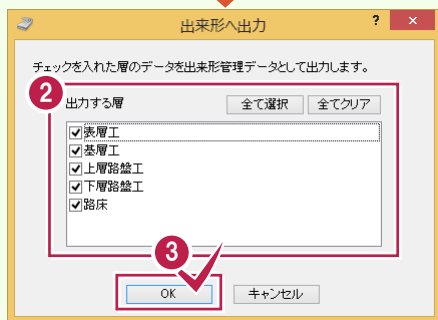 出来形へ出力
? ×
チェックを入れた層のデータを出来形管理データとして出力します。
2
出力する層 全て選択 全てクリア
表層工
基層工
上層路盤工
下層路盤工
路床
3
OK キャンセル